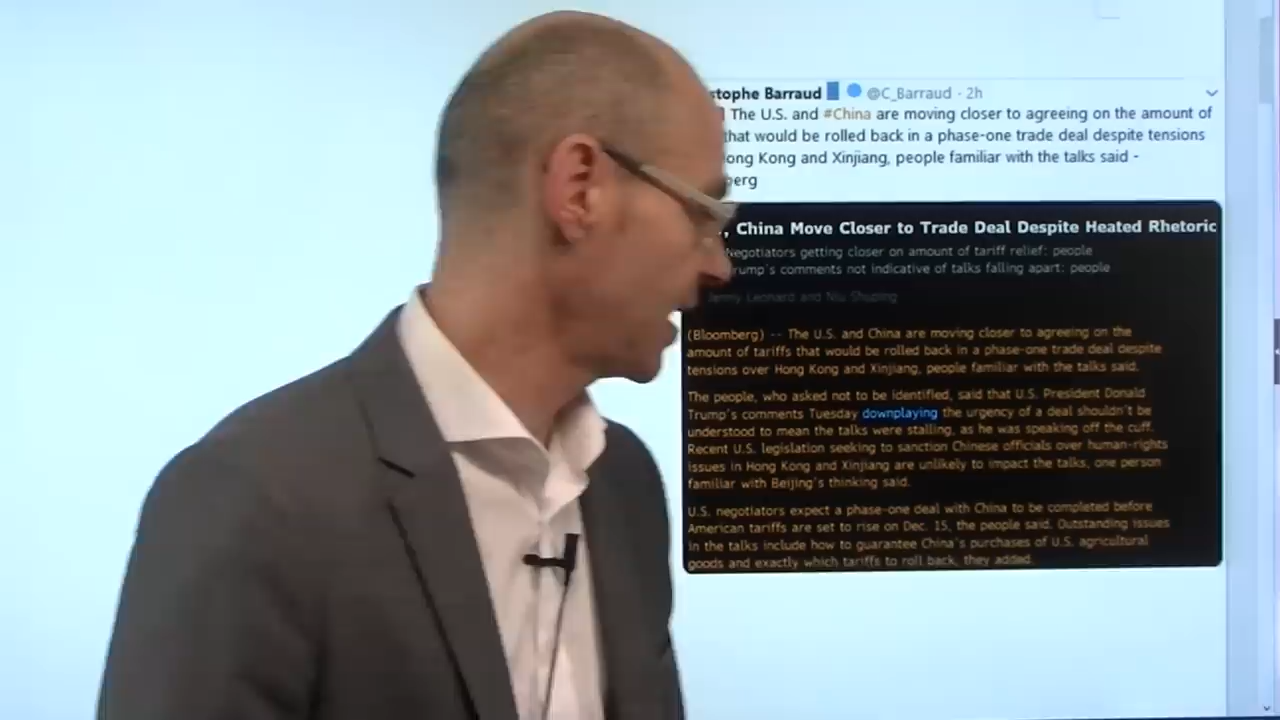 stophe Barraud @C_Barraud · 2h
The U.S. and #China are moving closer to agreeing on the amount of
that would be rolled back in a phase-one trade deal despite tensions
ong Kong and Xinjiang, people familiar with the talks said -
berg
, China Move Closer to Trade Deal Despite Heated Rhetoric
Negotiators getting closer on amount of tariff relief: people
rump's comments not indicative of talks falling apart: people
Jenny Leonard and Niu Shuping
(Bloomberg) -- The U.S. and China are moving closer to agreeing on the
amount of tariffs that would be rolled back in a phase-one trade deal despite
tensions over Hong Kong and Xinjiang, people familiar with the talks said.
The people, who asked not to be identified, said that U.S. President Donald
Trump's comments Tuesday downplaying the urgency of a deal shouldn't be
understood to mean the talks were stalling, as he was speaking off the cuff.
Recent U.S. legislation seeking to sanction Chinese officials over human-rights
issues in Hong Kong and Xinjiang are unlikely to impact the talks, one person
familiar with Beijing's thinking said.
U.S. negotiators expect a phase-one deal with China to be completed before
American tariffs are set to rise on Dec. 15, the people said. Outstanding issues
in the talks include how to guarantee China's purchases of U.S. agricultural
goods and exactly which tariffs to roll back, they added.